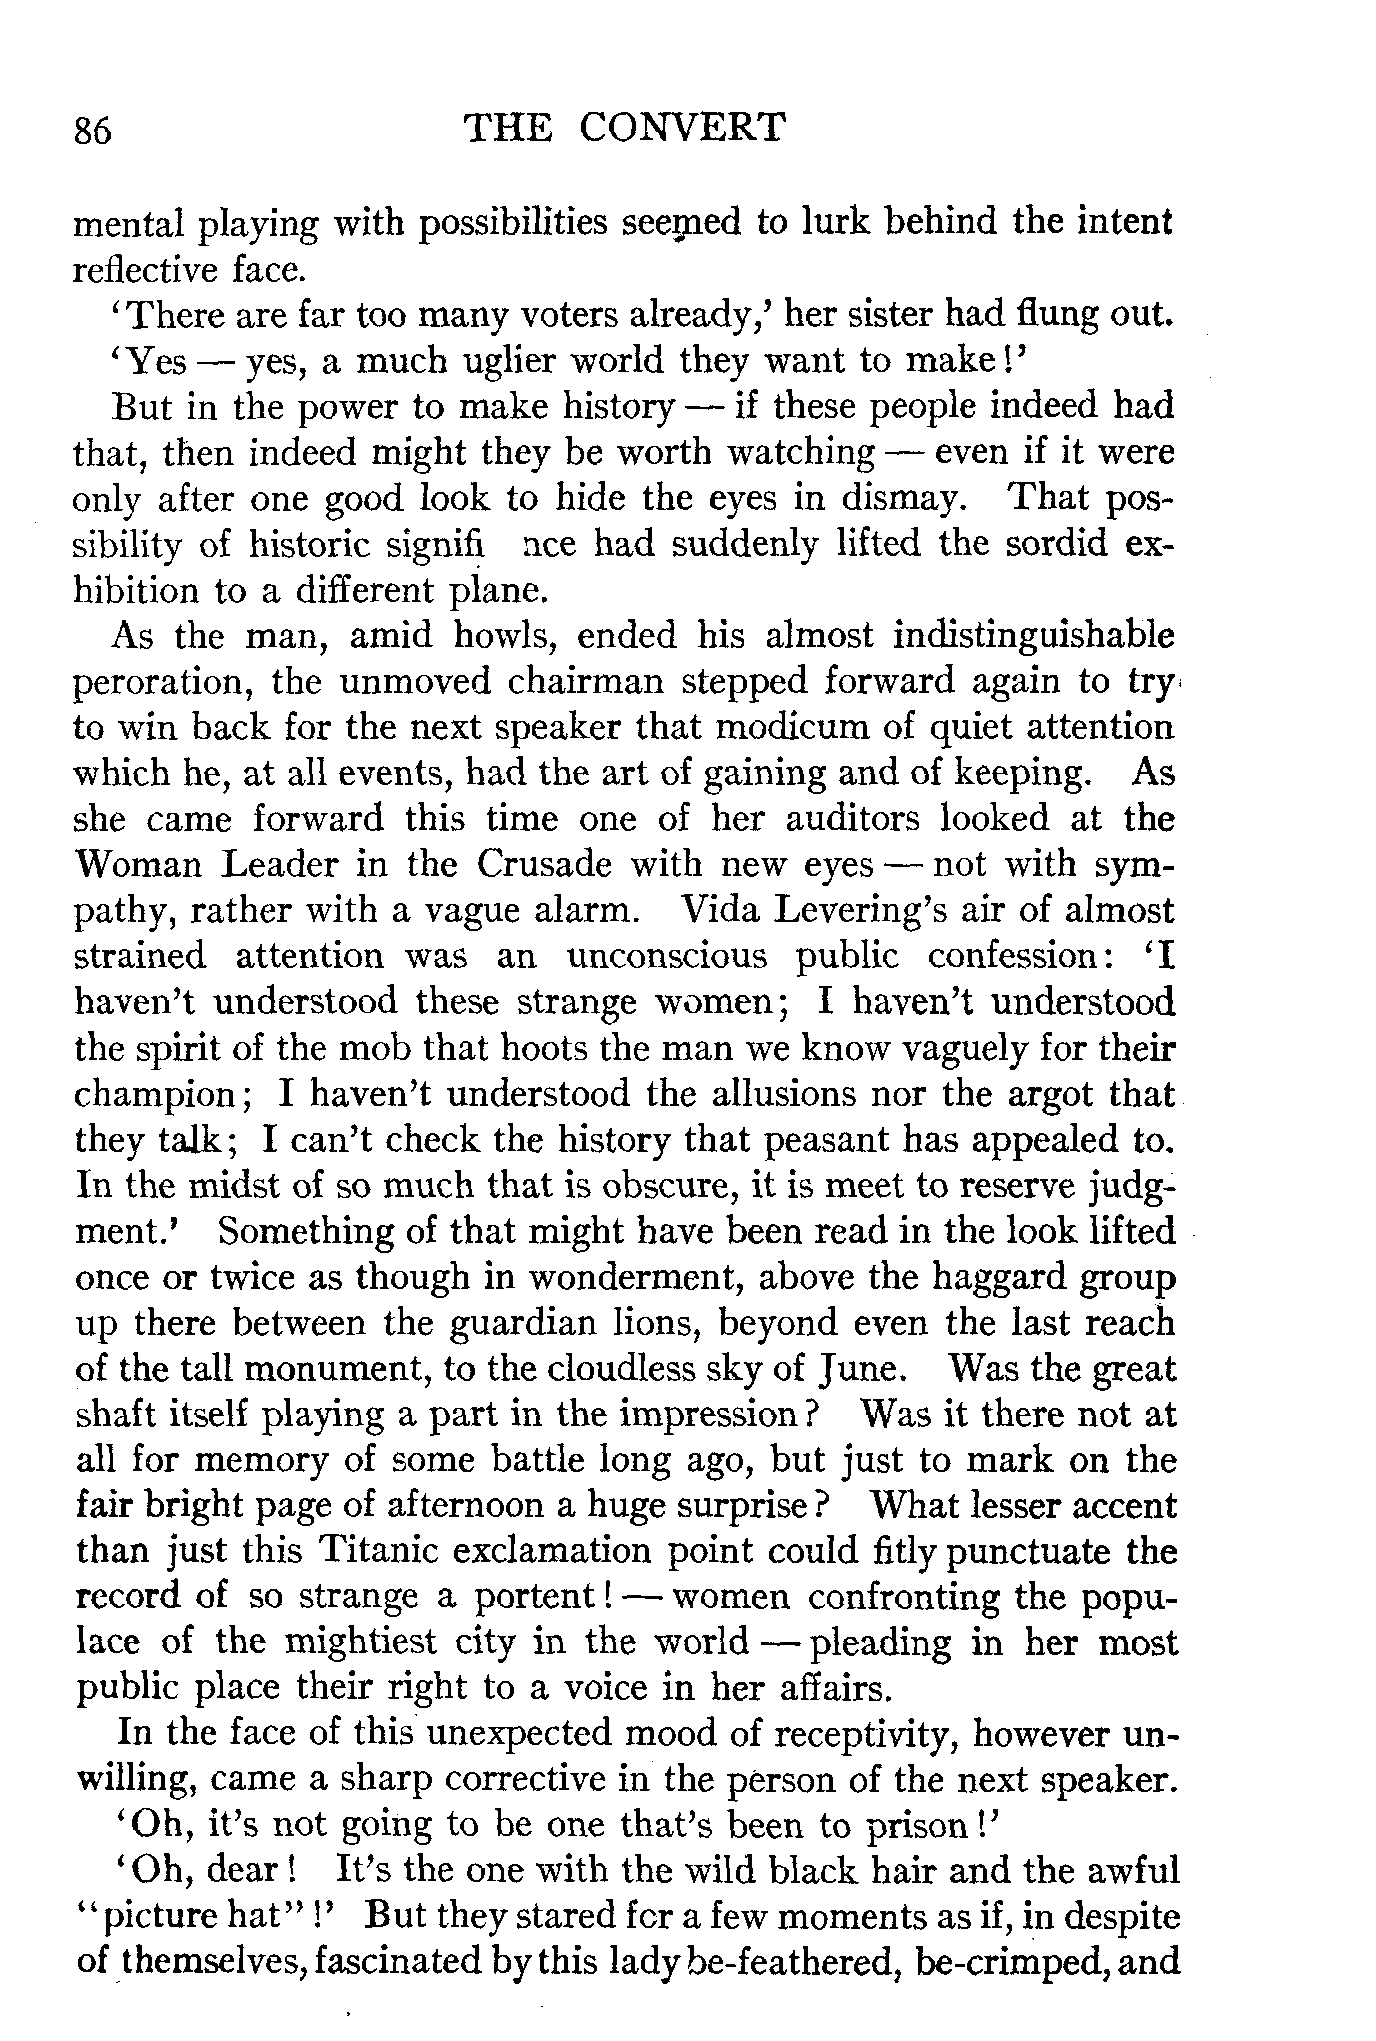 86 THE CONVERT
mental playing with possibilities seemed to lurk behind the intent
reflective face.
‘There are far too many voters already,’ her sister had flung out.
‘Yes — yes, a much uglier world they want to make!’
But in the power to make history — if these people indeed had
that, then indeed might they be worth watching — even if it were
only after one good look to hide the eyes in dismay. That pos-
sibility of historic signifi nce had suddenly lifted the sordid ex-
hibition to a different plane.
As the man, amid howls, ended his almost indistinguishable
peroration, the unmoved chairman stepped forward again to try
to win back for the next speaker that modicum of quiet attention
which he, at all events, had the art of gaining and of keeping. As
she came forward this time one of her auditors looked at the
Woman Leader in the Crusade with new eyes — not with sym-
pathy, rather with a vague alarm. Vida Levering’s air of almost
strained attention was an unconscious public confession: ‘I
haven’t understood these strange women; I haven’t understood
the spirit of the mob that hoots the man we know vaguely for their
champion; I haven’t understood the allusions nor the argot that
they talk; I can’t check the history that peasant has appealed to.
In the midst of so much that is obscure, it is meet to reserve judg-
ment.’ Something of that might have been read in the look lifted
once or twice as though in wonderment, above the haggard group
up there between the guardian lions, beyond even the last reach
of the tall monument, to the cloudless sky of June. Was the great
shaft itself playing a part in the impression? Was it there not at
all for memory of some battle long ago, but just to mark on the
fair bright page of afternoon a huge surprise? What lesser accent
than just this Titanic exclamation point could fitly punctuate the
record of so strange a portent! — women confronting the popu-
lace of the mightiest city in the world — pleading in her most
public place their right to a voice in her affairs.
In the face of this unexpected mood of receptivity, however un-
willing, came a sharp corrective in the person of the next speaker.
‘Oh, it’s not going to be one that’s been to prison!’
‘Oh, dear! It’s the one with the wild black hair and the awful
“picture hat”!’ But they stared for a few moments as if, in despite
of themselves, fascinated by this lady be-feathered, be-crimped, and